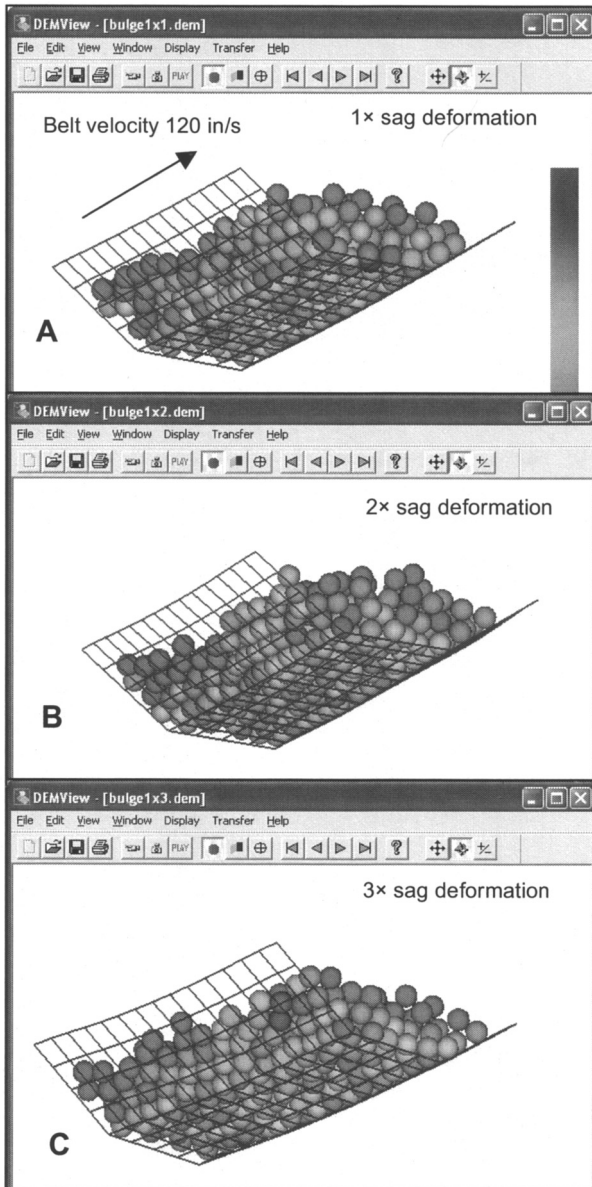 DEMView - [bulge1x1.dem]
File Edit View Window Display Transfer Help
PLAY
Belt velocity 120 in/s
1× sag deformation
A
DEMView - [bulge1x2.dem]
File Edit View Window Display Transfer Help
PLAY
2× sag deformation
B
DEMView - [bulge1x3.dem]
File Edit View Window Display Transfer Help
PLAY
3× sag deformation
C